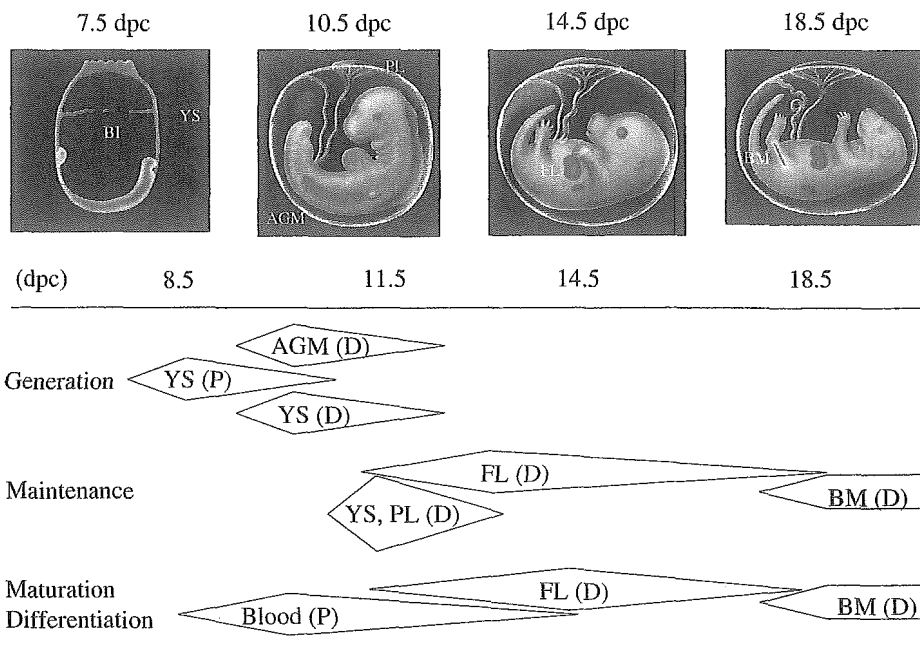 7.5 dpc 10.5 dpc 14.5 dpc 18.5 dpc
PL
YS
BI
FL
BM
AGM
(dpc) 8.5 11.5 14.5 18.5
AGM (D)
Generation YS (P)
YS (D)
FL (D)
Maintenance
BM (D)
YS, PL (D)
Maturation FL (D)
Differentiation Blood (P) BM (D)